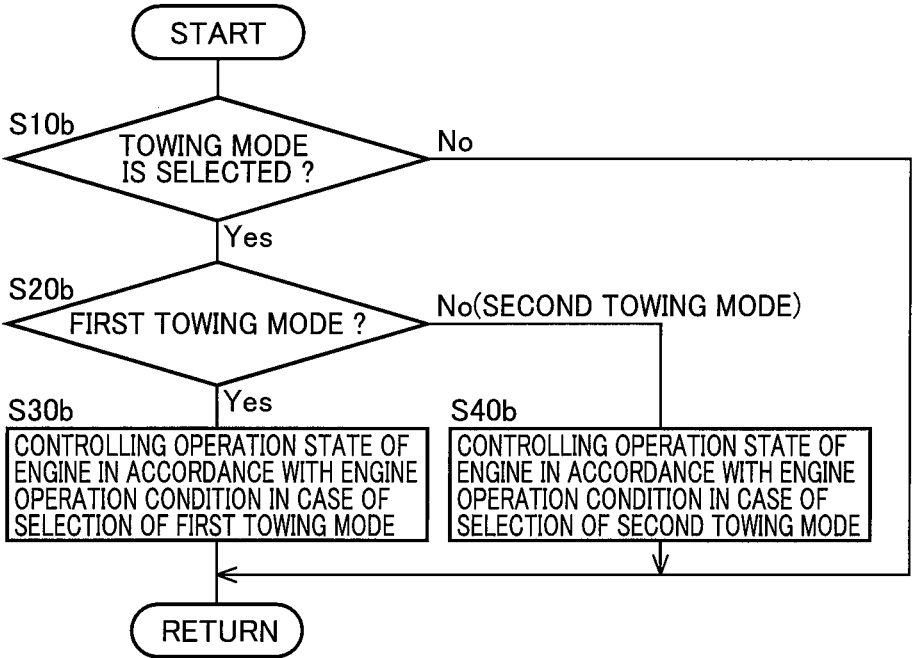 START
S10b
TOWING MODE
IS SELECTED ?
No
Yes
S20b
FIRST TOWING MODE ?
No(SECOND TOWING MODE)
Yes
S30b
CONTROLLING OPERATION STATE OF
ENGINE IN ACCORDANCE WITH ENGINE
OPERATION CONDITION IN CASE OF
SELECTION OF FIRST TOWING MODE
S40b
CONTROLLING OPERATION STATE OF
ENGINE IN ACCORDANCE WITH ENGINE
OPERATION CONDITION IN CASE OF
SELECTION OF SECOND TOWING MODE
RETURN